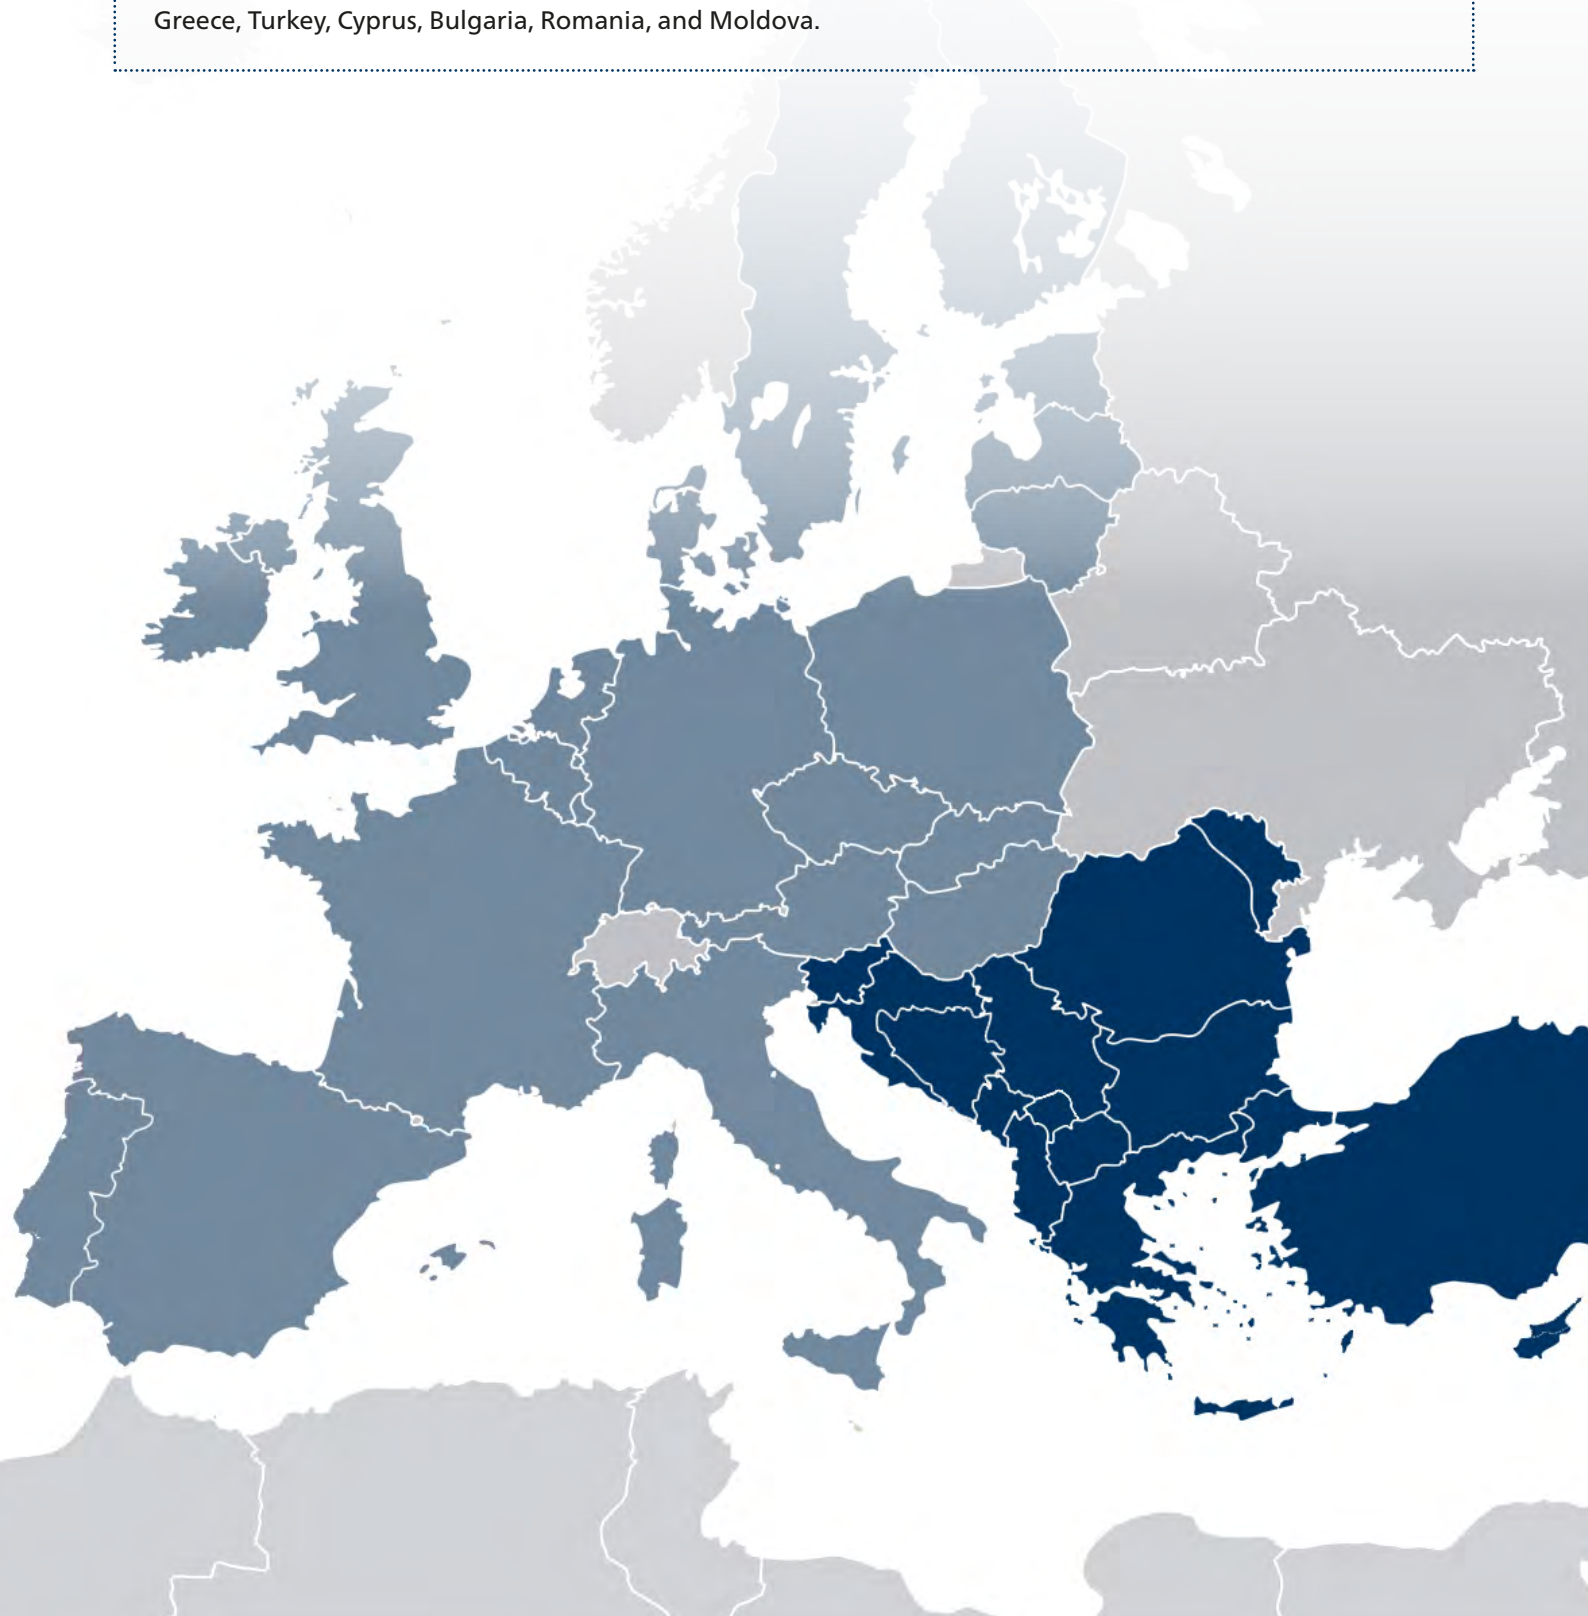 Greece, Turkey, Cyprus, Bulgaria, Romania, and Moldova.